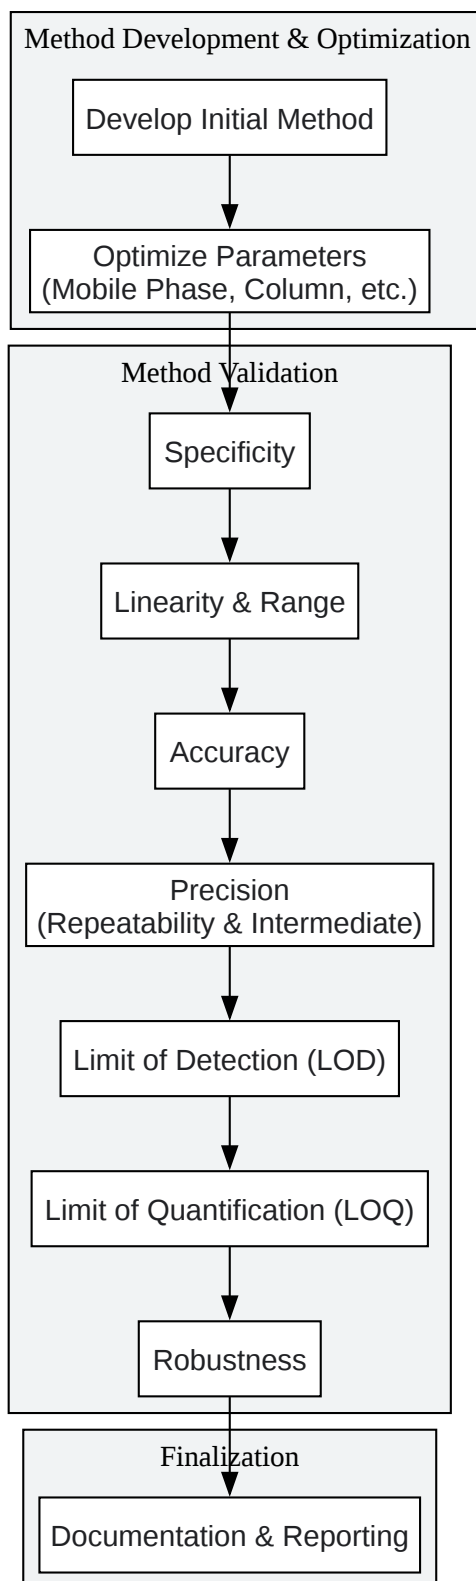 Method Development & Optimization
Develop Initial Method
Optimize Parameters
(Mobile Phase, Column, etc.)
Method Validation
Specificity
Linearity & Range
Accuracy
Precision
(Repeatability & Intermediate)
Limit of Detection (LOD)
Limit of Quantification (LOQ)
Robustness
Finalization
Documentation & Reporting